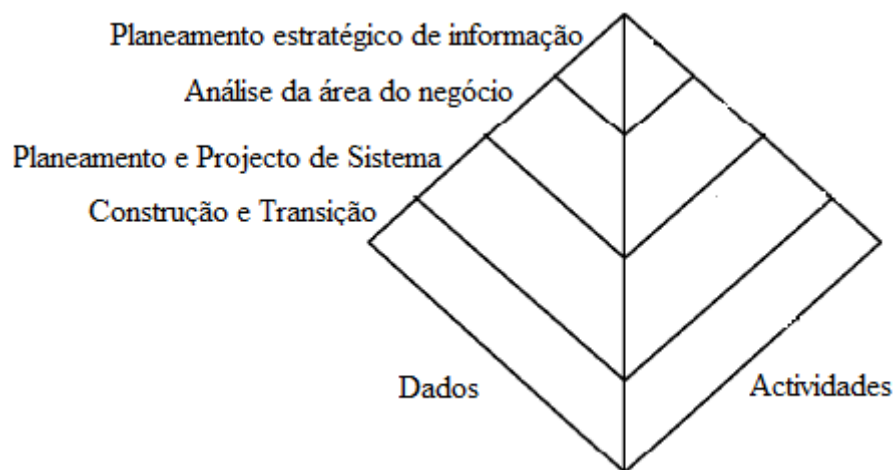 Planeamento estratégico de informação
Análise da área do negócio
Planeamento e Projecto de Sistema
Construção e Transição
Dados
Actividades